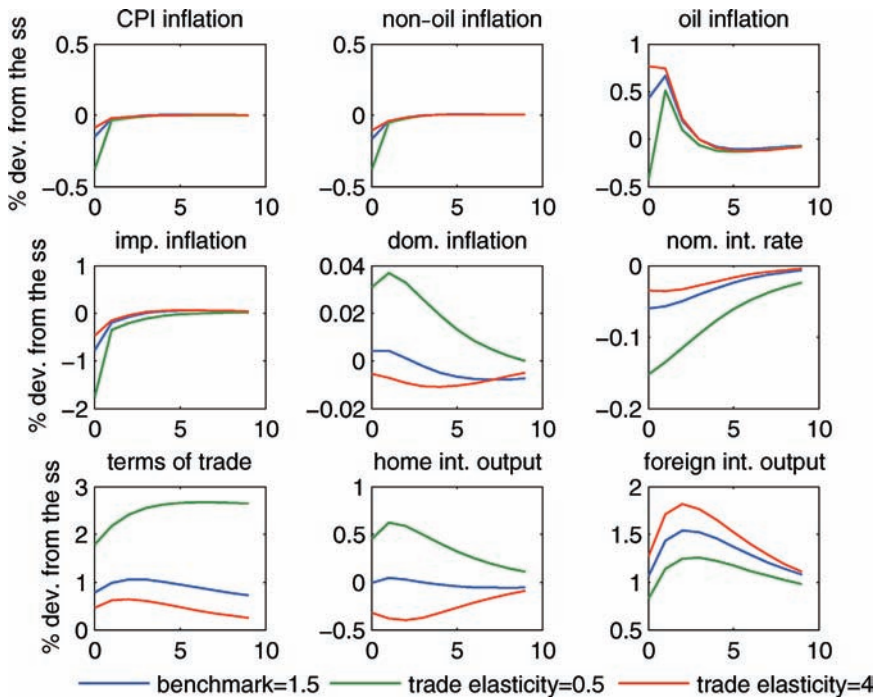 CPI inflation non-oil inflation oil inflation
% dev. from the ss
0.5 0 −0.5 0 5 10
0.5 0 −0.5 0 5 10
1 0.5 0 −0.5 0 5 10
imp. inflation dom. inflation nom. int. rate
% dev. from the ss
1 0 −1 −2 0 5 10
0.04 0.02 0 −0.02 0 5 10
0 −0.1 −0.2 0 5 10
terms of trade home int. output foreign int. output
% dev. from the ss
3 2 1 0 0 5 10
1 0.5 0 −0.5 0 5 10
2 1.5 1 0.5 0 5 10
benchmark=1.5 trade elasticity=0.5 trade elasticity=4